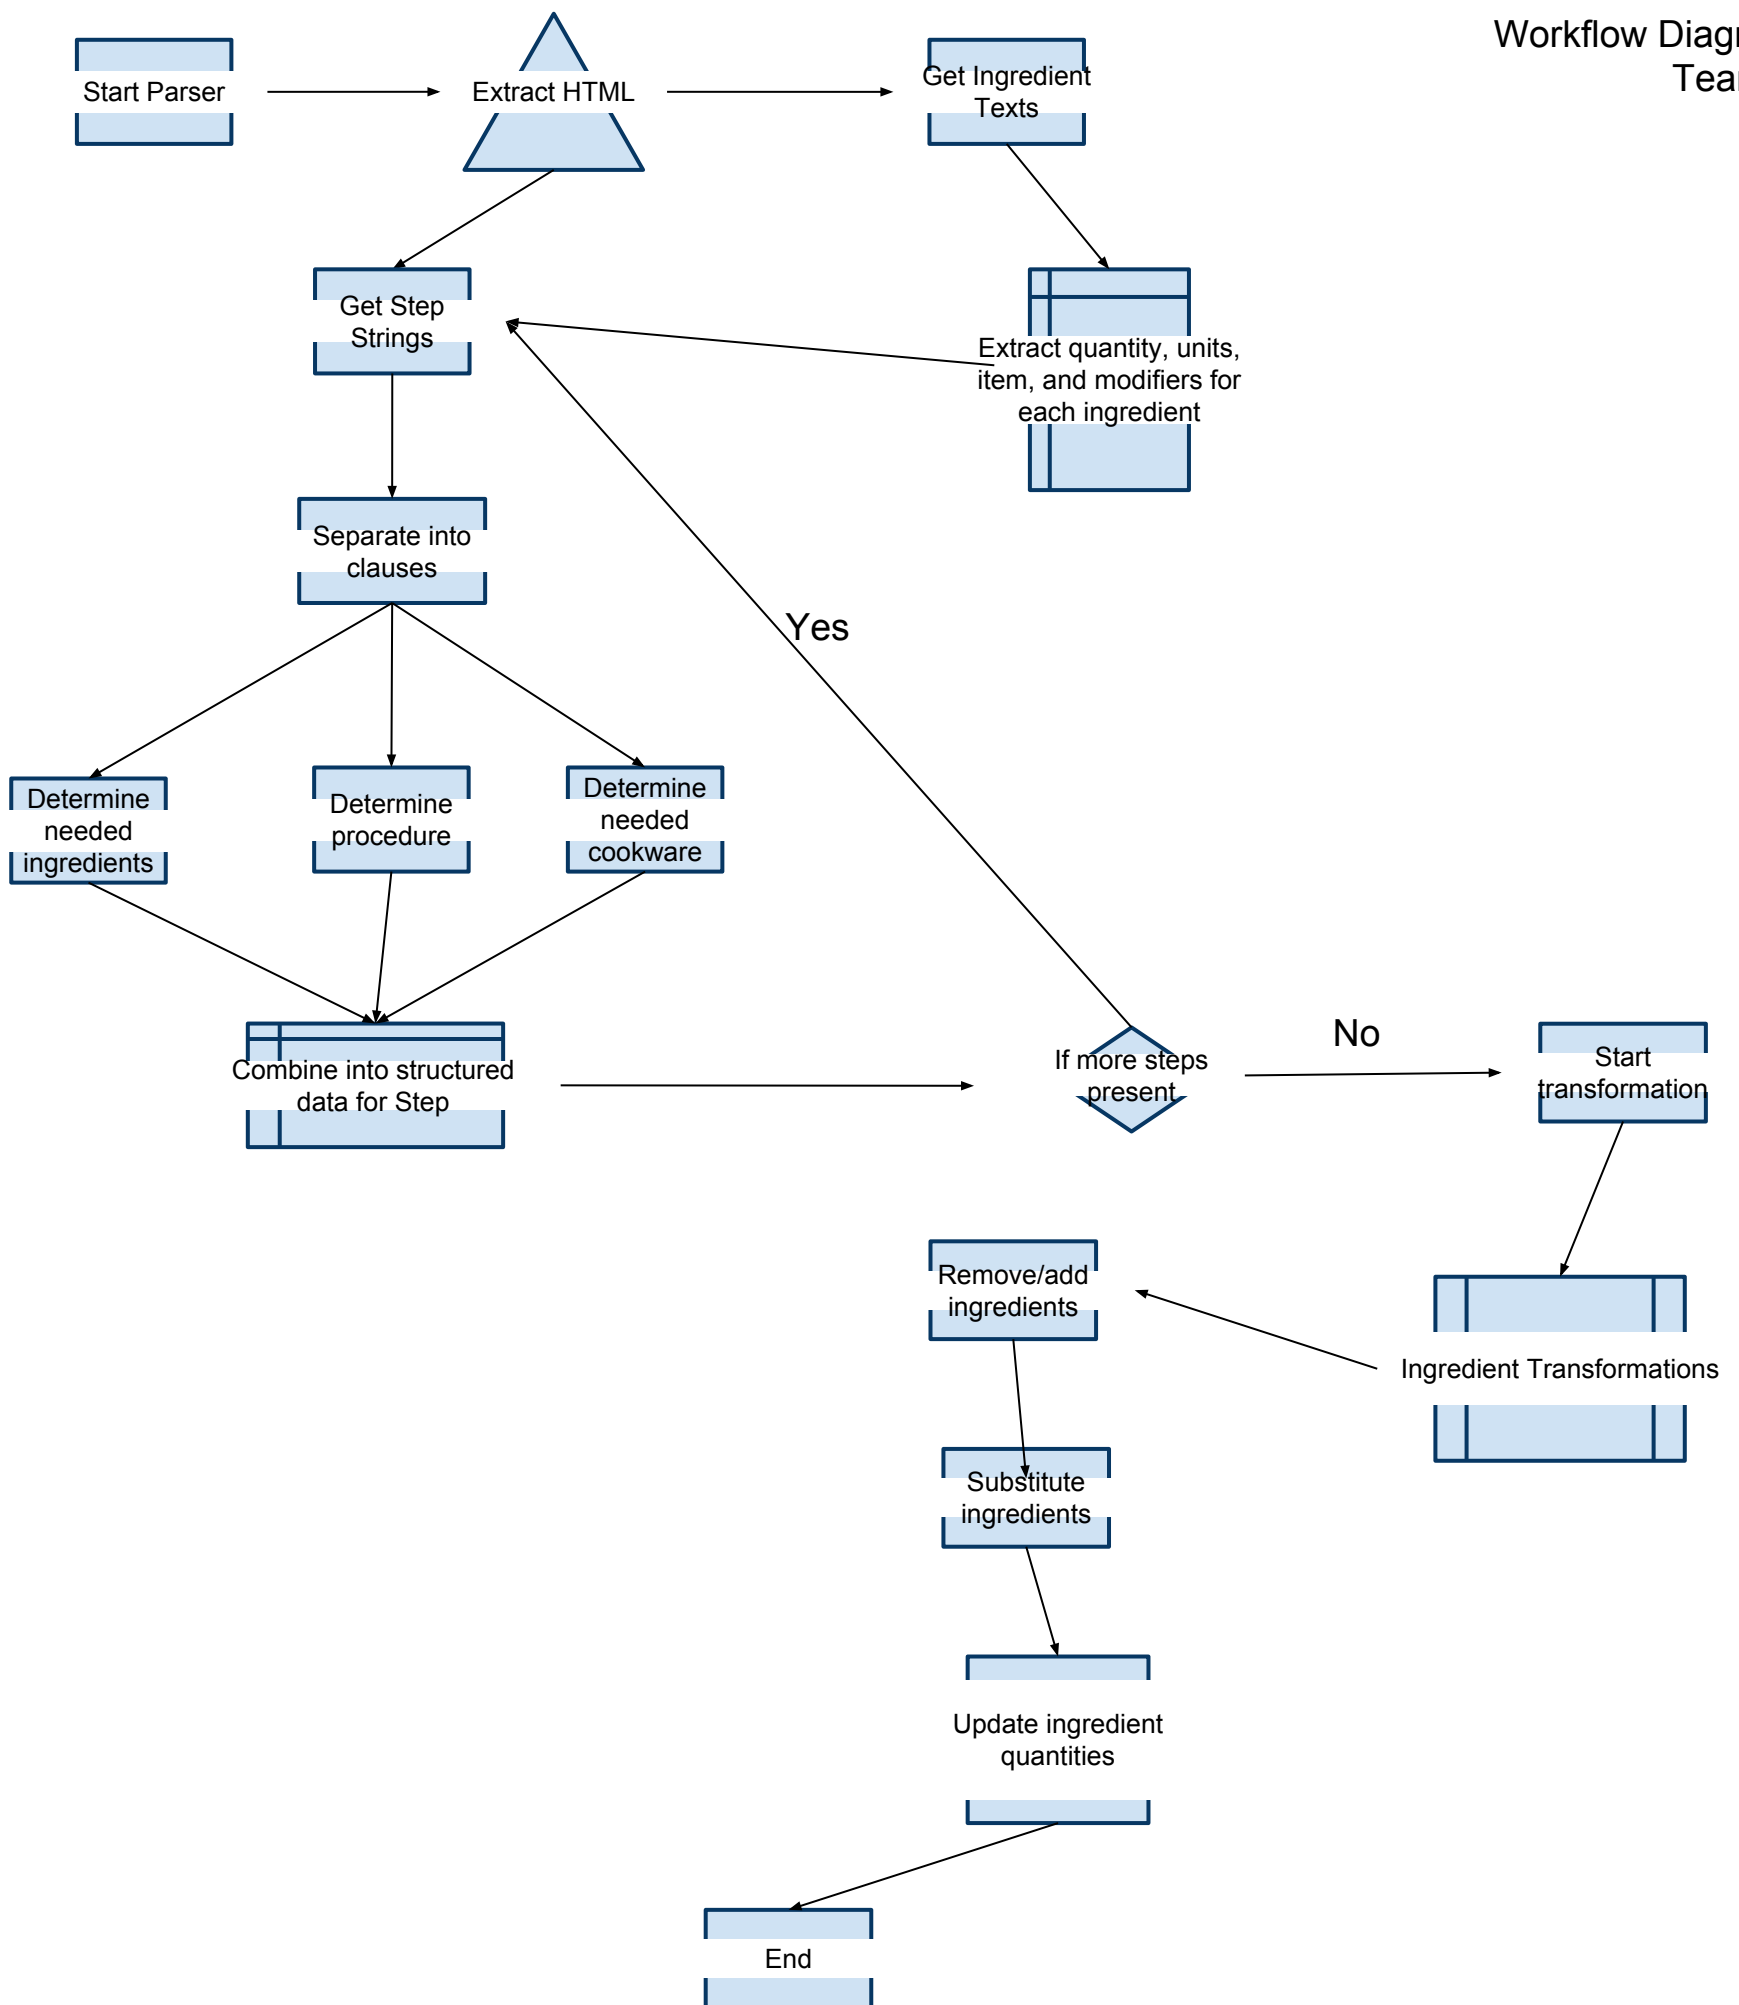 Workflow
Start Parser
Extract HTML
Get Ingredient
Texts
Get Step
Strings
Extract quantity, units,
item, and modifiers for
each ingredient
Separate into
clauses
Yes
Determine
needed
ingredients
Determine
procedure
Determine
needed
cookware
Combine into structured
data for Step
If more steps
present
No
Start
transformation
Remove/add
ingredients
Ingredient Transformations
Substitute
ingredients
Update ingredient
quantities
End